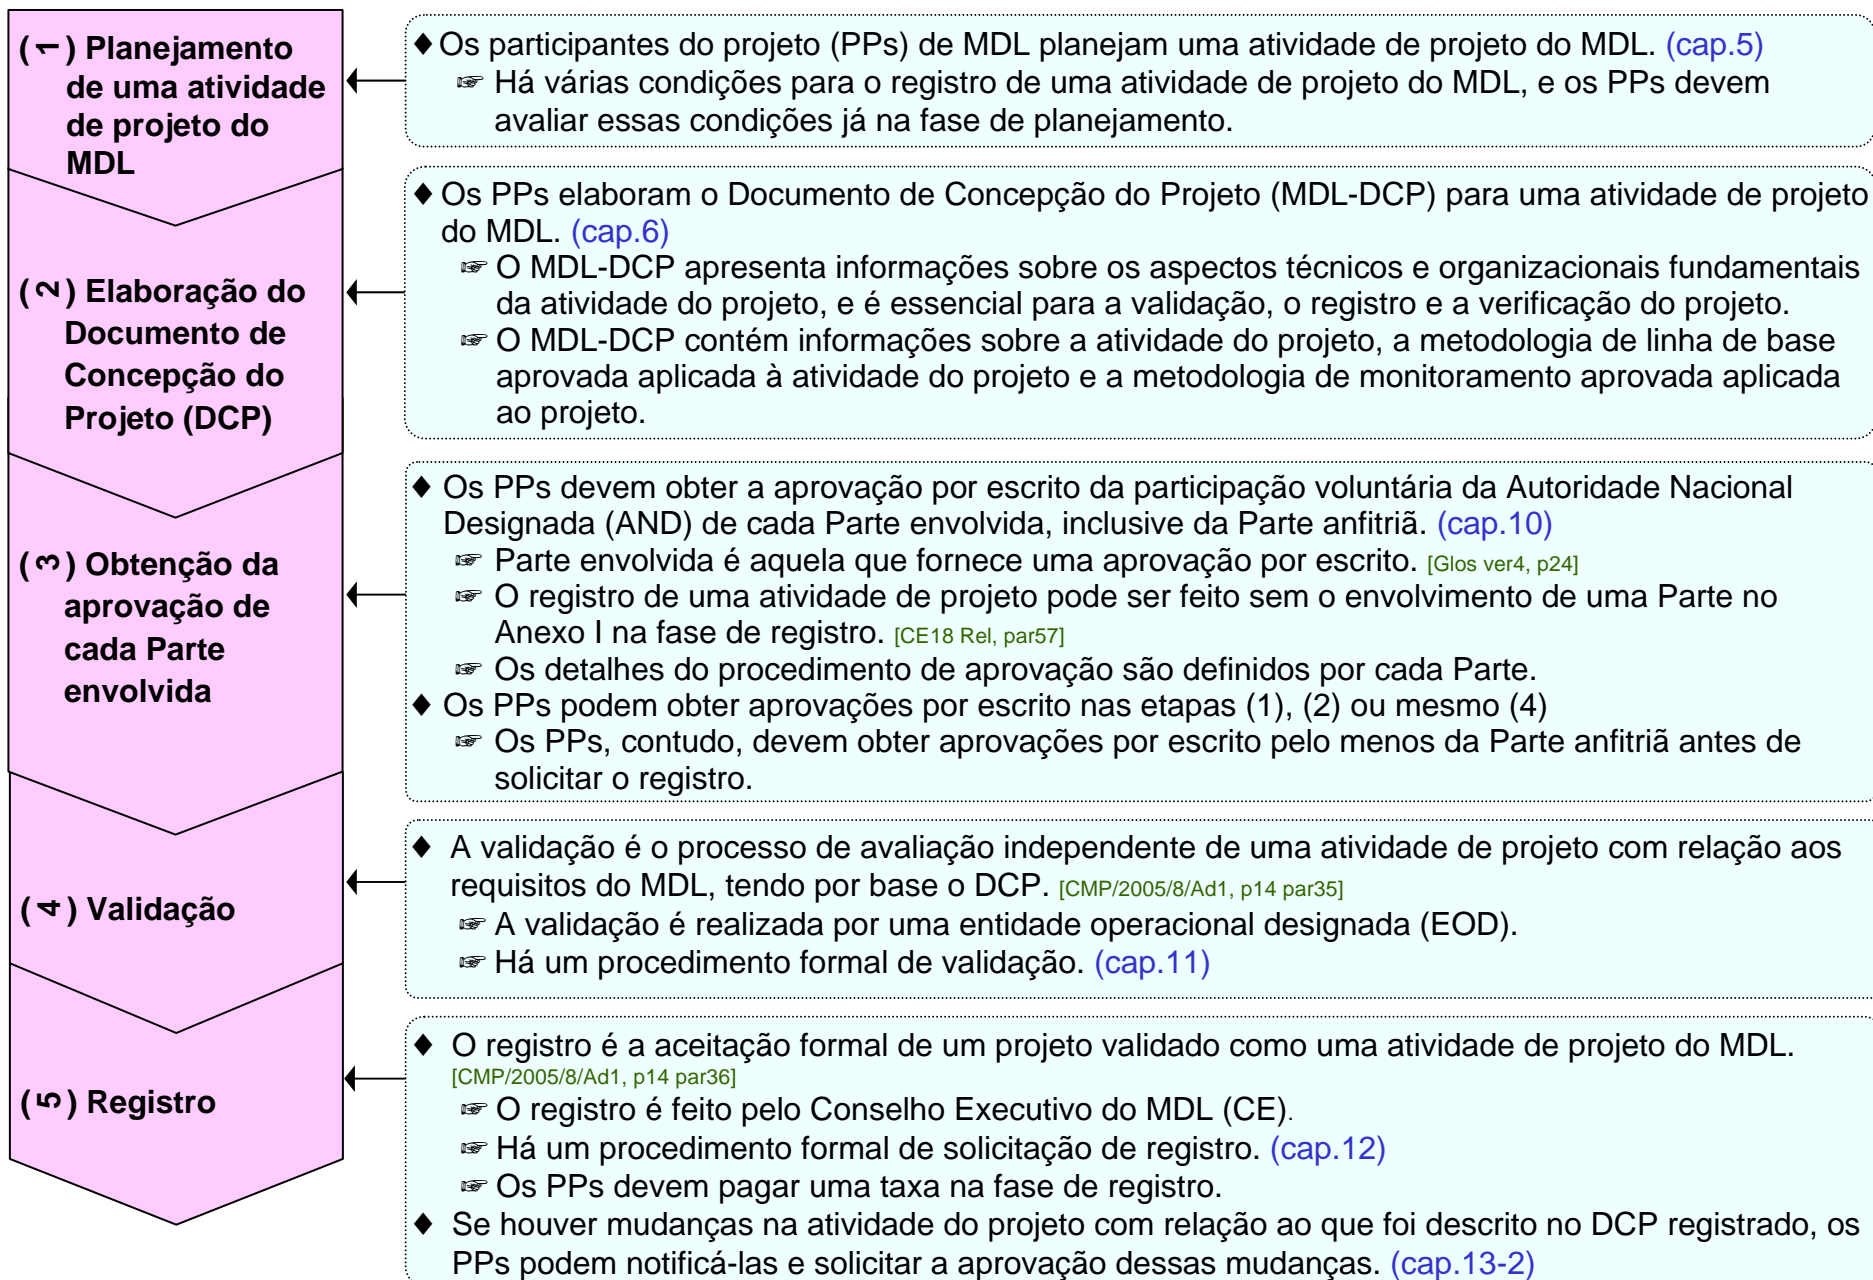 (1) Planejamento
de uma atividade
de projeto do
MDL
♦Os participantes do projeto (PPs) de MDL planejam uma atividade de projeto do MDL. (cap.5)
☞ Há várias condições para o registro de uma atividade de projeto do MDL, e os PPs devem
avaliar essas condições já na fase de planejamento.
(2) Elaboração do
Documento de
Concepção do
Projeto (DCP)
♦ Os PPs elaboram o Documento de Concepção do Projeto (MDL-DCP) para uma atividade de projeto
do MDL. (cap.6)
☞ O MDL-DCP apresenta informações sobre os aspectos técnicos e organizacionais fundamentais
da atividade do projeto, e é essencial para a validação, o registro e a verificação do projeto.
☞ O MDL-DCP contém informações sobre a atividade do projeto, a metodologia de linha de base
aprovada aplicada à atividade do projeto e a metodologia de monitoramento aprovada aplicada
ao projeto.
(3) Obtenção da
aprovação de
cada Parte
envolvida
♦ Os PPs devem obter a aprovação por escrito da participação voluntária da Autoridade Nacional
Designada (AND) de cada Parte envolvida, inclusive da Parte anfitriã. (cap.10)
☞ Parte envolvida é aquela que fornece uma aprovação por escrito. [Glos ver4, p24]
☞ O registro de uma atividade de projeto pode ser feito sem o envolvimento de uma Parte no
Anexo I na fase de registro. [CE18 Rel, par57]
☞ Os detalhes do procedimento de aprovação são definidos por cada Parte.
♦ Os PPs podem obter aprovações por escrito nas etapas (1), (2) ou mesmo (4)
☞ Os PPs, contudo, devem obter aprovações por escrito pelo menos da Parte anfitriã antes de
solicitar o registro.
(4) Validação
♦ A validação é o processo de avaliação independente de uma atividade de projeto com relação aos
requisitos do MDL, tendo por base o DCP. [CMP/2005/8/Ad1, p14 par35]
☞ A validação é realizada por uma entidade operacional designada (EOD).
☞ Há um procedimento formal de validação. (cap.11)
(5) Registro
♦ O registro é a aceitação formal de um projeto validado como uma atividade de projeto do MDL.
[CMP/2005/8/Ad1, p14 par36]
☞ O registro é feito pelo Conselho Executivo do MDL (CE).
☞ Há um procedimento formal de solicitação de registro. (cap.12)
☞ Os PPs devem pagar uma taxa na fase de registro.
♦ Se houver mudanças na atividade do projeto com relação ao que foi descrito no DCP registrado, os
PPs podem notificá-las e solicitar a aprovação dessas mudanças. (cap.13-2)